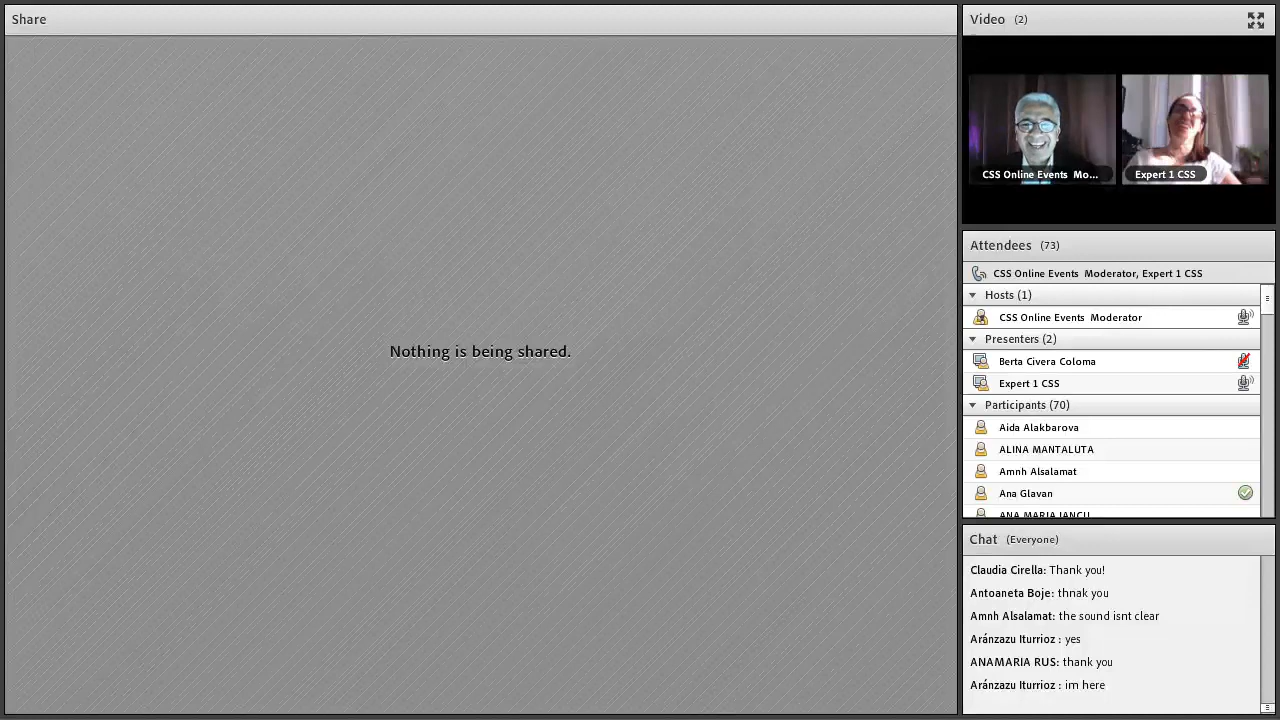 Share
Nothing is being shared.
Video (2)
CSS Online Events Mo...
Expert 1 CSS
Attendees (73)
CSS Online Events Moderator, Expert 1 CSS
Hosts (1)
CSS Online Events Moderator
Presenters (2)
Berta Civera Coloma
Expert 1 CSS
Participants (70)
Aida Alakbarova
ALINA MANTALUTA
Amnh Alsalamat
Ana Glavan
ANA MARIA IANCU
Chat (Everyone)
Claudia Cirella: Thank you!
Antoaneta Boje: thnak you
Amnh Alsalamat: the sound isnt clear
Aránzazu Iturrioz : yes
ANAMARIA RUS: thank you
Aránzazu Iturrioz : im here